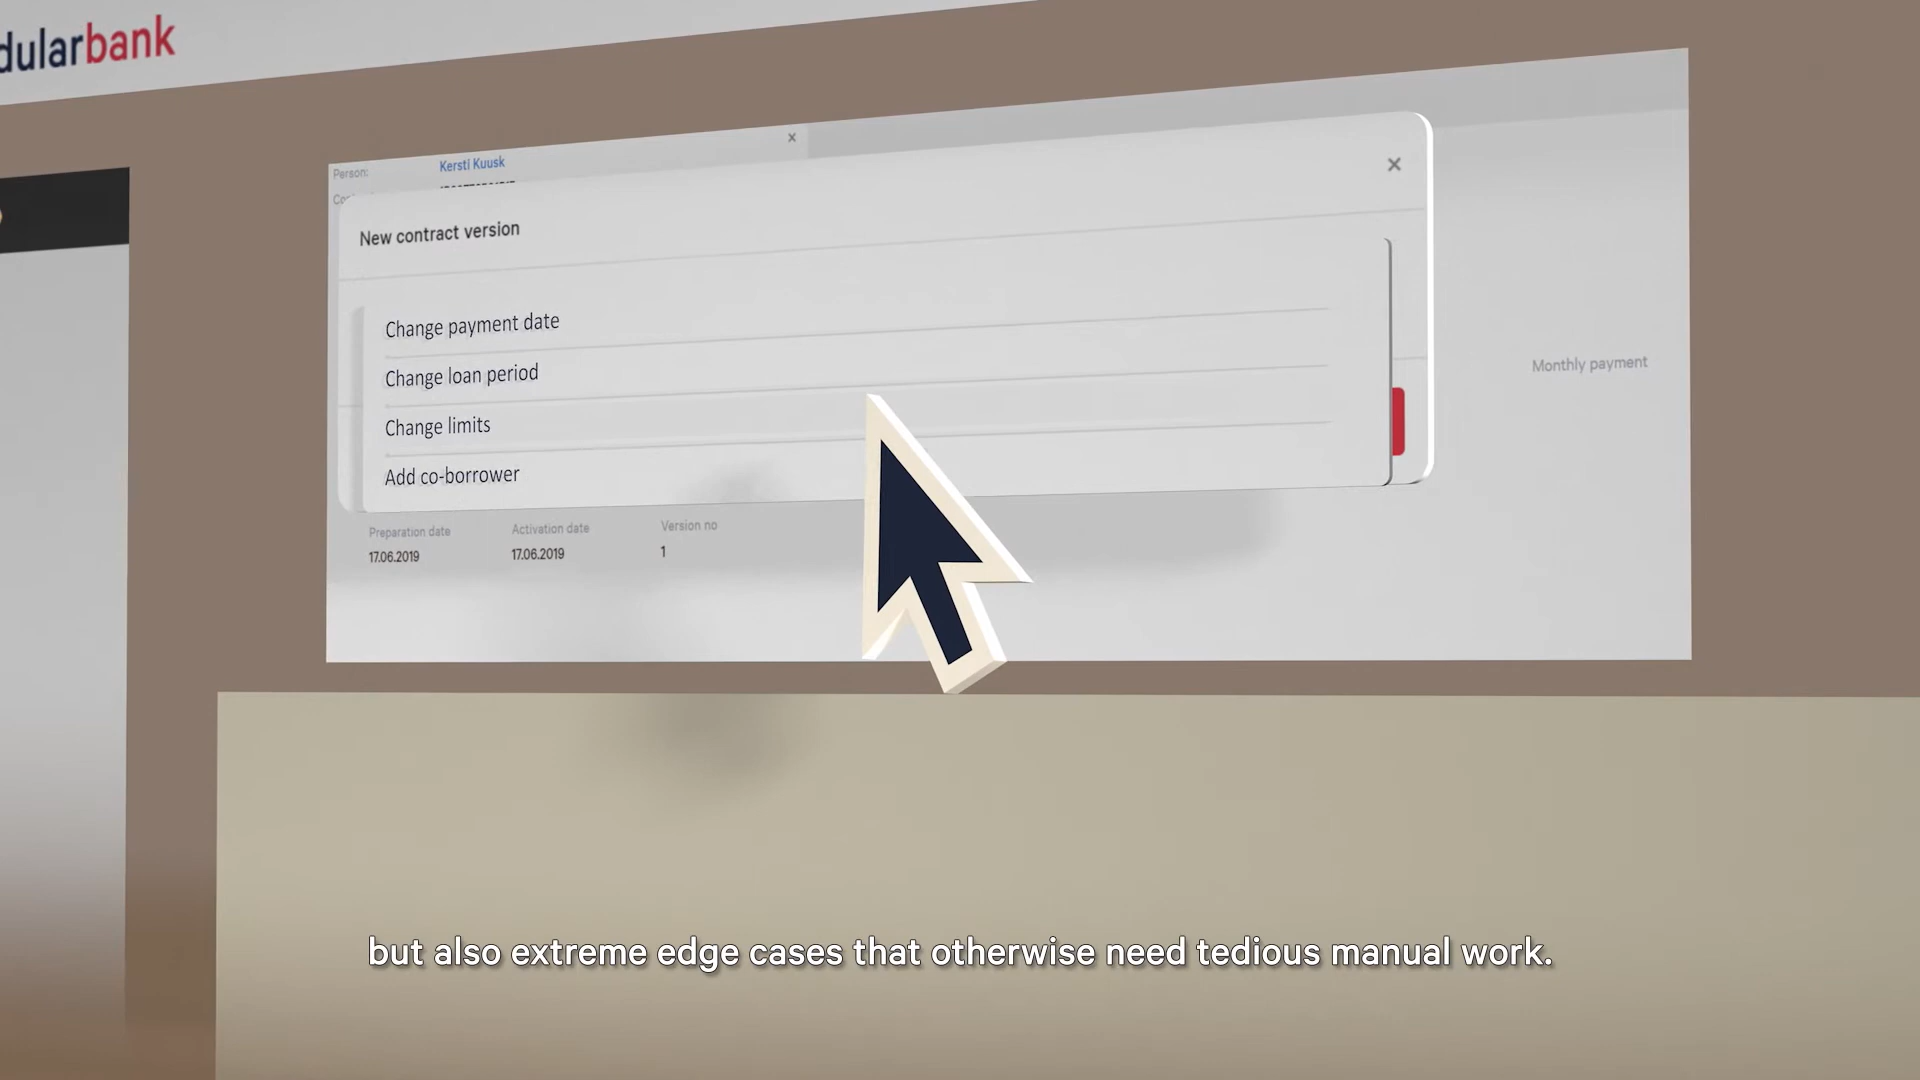 dularbank
Person:
Kersti Kuusk
New contract version
Change payment date
Change loan period
Change limits
Add co-borrower
Monthly payment
Preparation date
Activation date
Version no
17.06.2019
17.06.2019
1
but also extreme edge cases that otherwise need tedious manual work.